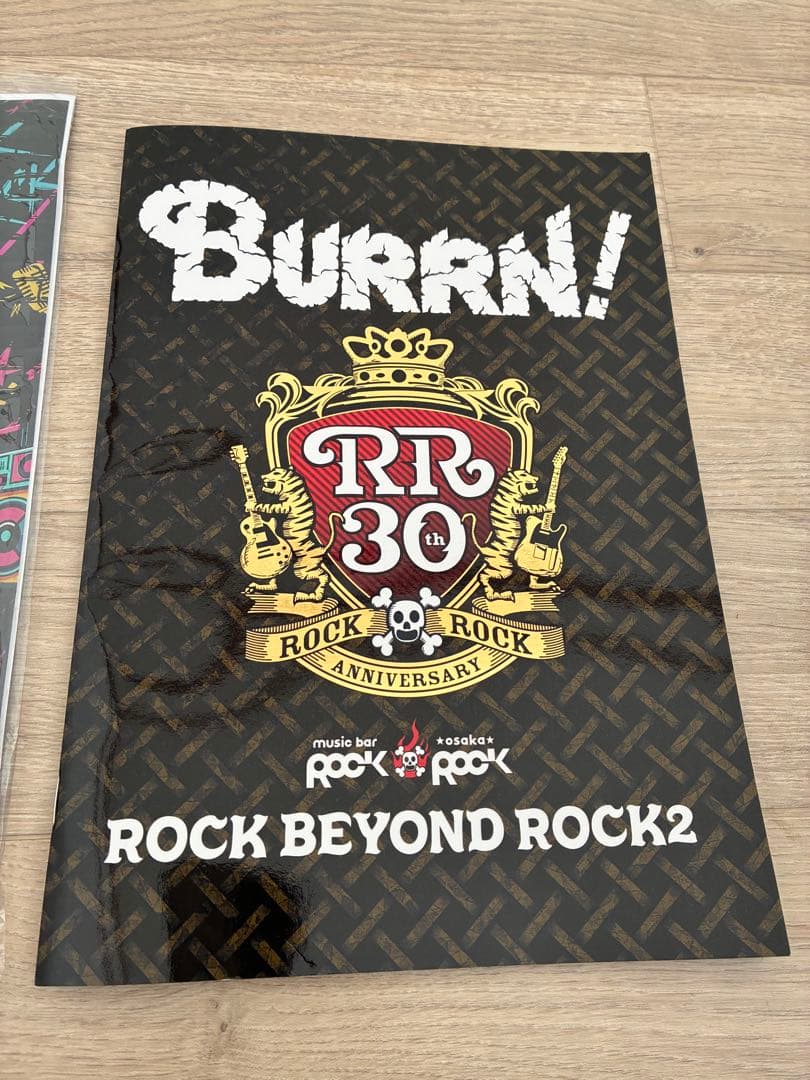 BURRN!
RR
30th
ROCK ROCK
ANNIVERSARY
music bar ★osaka★
ROCK ROCK
ROCK BEYOND ROCK2